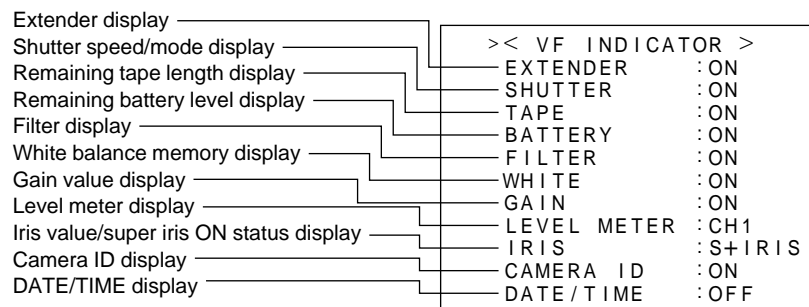 Extender display
Shutter speed/mode display
Remaining tape length display
Remaining battery level display
Filter display
White balance memory display
Gain value display
Level meter display
Iris value/super iris ON status display
Camera ID display
DATE/TIME display
>< VF INDICATOR >
EXTENDER :ON
SHUTTER :ON
TAPE :ON
BATTERY :ON
FILTER :ON
WHITE :ON
GAIN :ON
LEVEL METER :CH1
IRIS :S+IRIS
CAMERA ID :ON
DATE/TIME :OFF